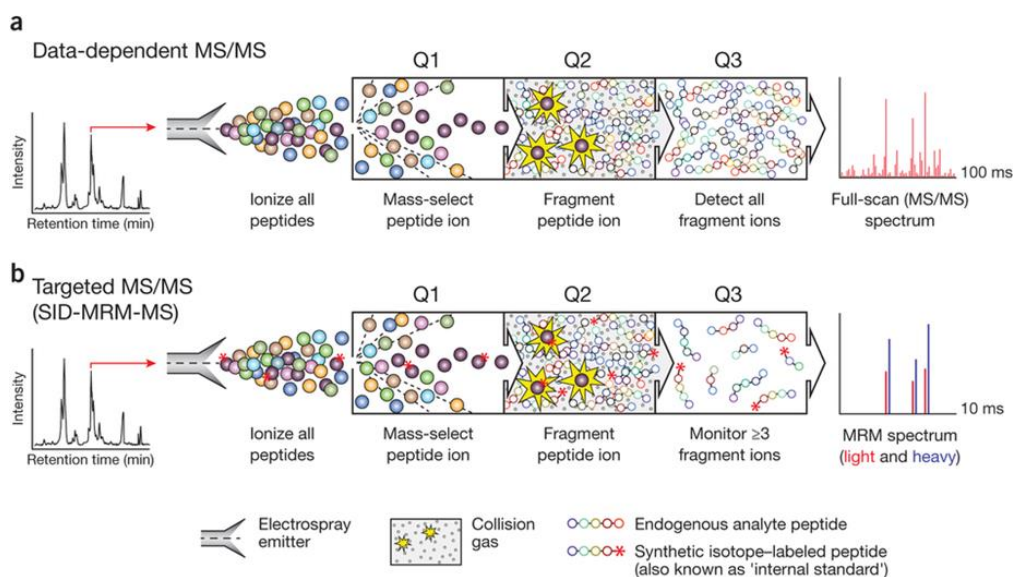 a
Data-dependent MS/MS
Q1
Q2
Q3
Intensity
Retention time (min)
100 ms
Ionize all
peptides
Mass-select
peptide ion
Fragment
peptide ion
Detect all
fragment ions
Full-scan (MS/MS)
spectrum
b
Targeted MS/MS
(SID-MRM-MS)
Q1
Q2
Q3
Intensity
Retention time (min)
10 ms
Ionize all
peptides
Mass-select
peptide ion
Fragment
peptide ion
Monitor ≥3
fragment ions
MRM spectrum
(light and heavy)
Electrospray
emitter
Collision
gas
Endogenous analyte peptide
Synthetic isotope–labeled peptide
(also known as 'internal standard')